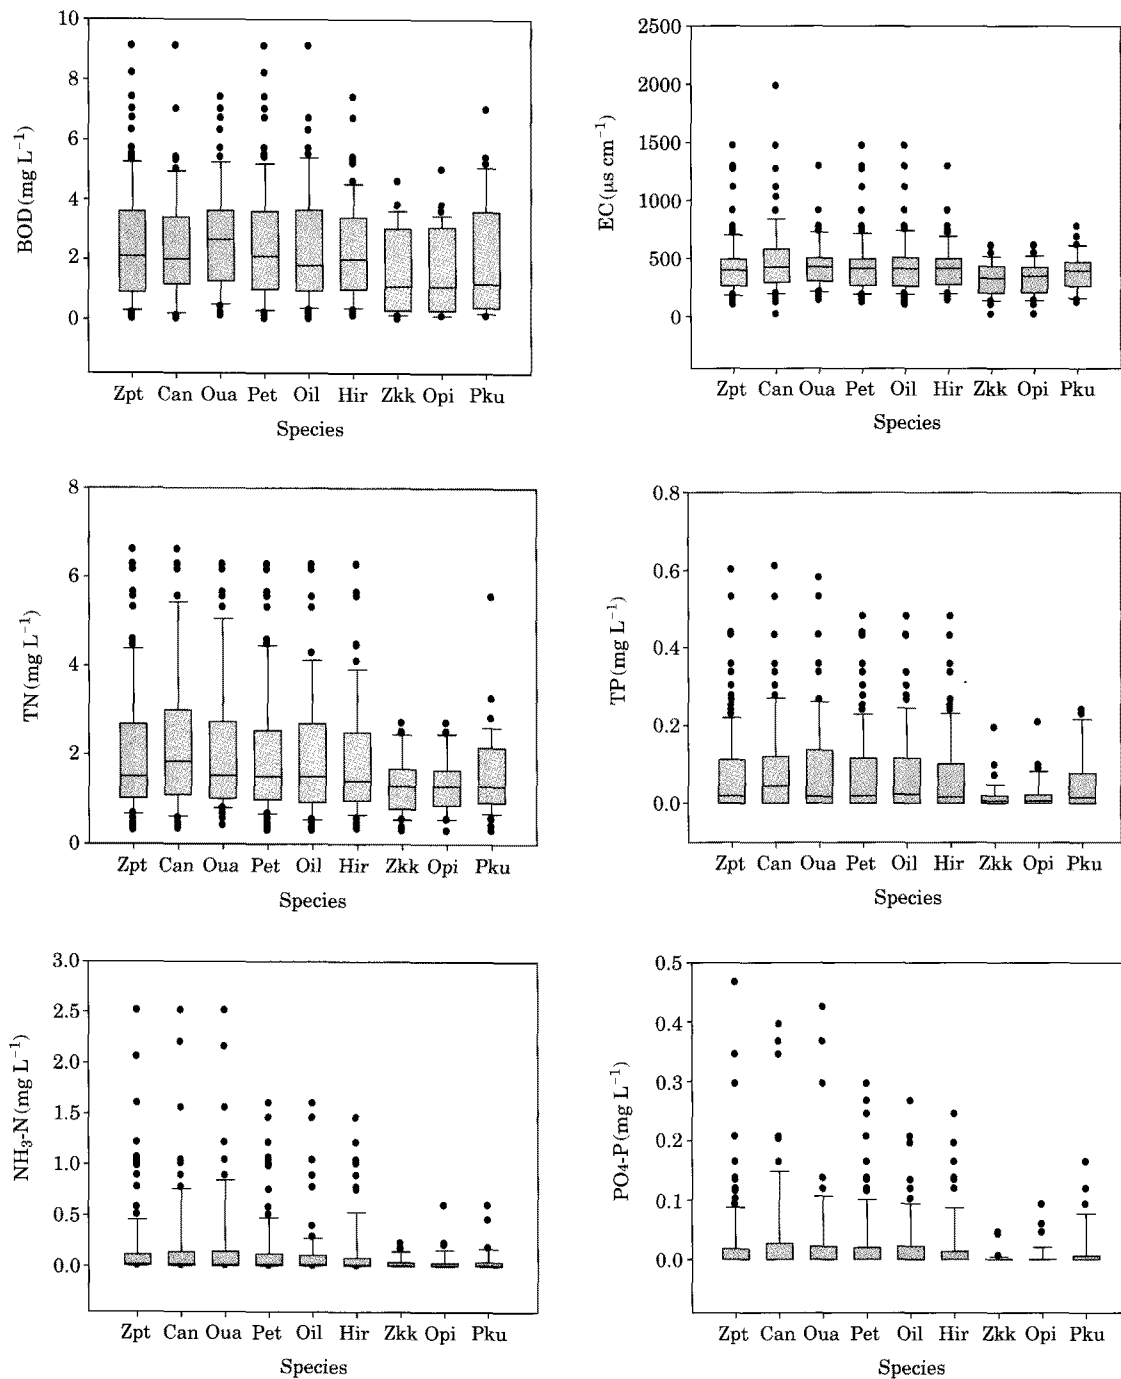 10
8
6
4
2
0
BOD(mg L⁻¹)
Zpt Can Oua Pet Oil Hir Zkk Opi Pku
Species
2500
2000
1500
1000
500
0
EC(μs cm⁻¹)
Zpt Can Oua Pet Oil Hir Zkk Opi Pku
Species
8
6
4
2
0
TN(mg L⁻¹)
Zpt Can Oua Pet Oil Hir Zkk Opi Pku
Species
0.8
0.6
0.4
0.2
0.0
TP(mg L⁻¹)
Zpt Can Oua Pet Oil Hir Zkk Opi Pku
Species
3.0
2.5
2.0
1.5
1.0
0.5
0.0
NH₃-N(mg L⁻¹)
Zpt Can Oua Pet Oil Hir Zkk Opi Pku
Species
0.5
0.4
0.3
0.2
0.1
0.0
PO₄-P(mg L⁻¹)
Zpt Can Oua Pet Oil Hir Zkk Opi Pku
Species